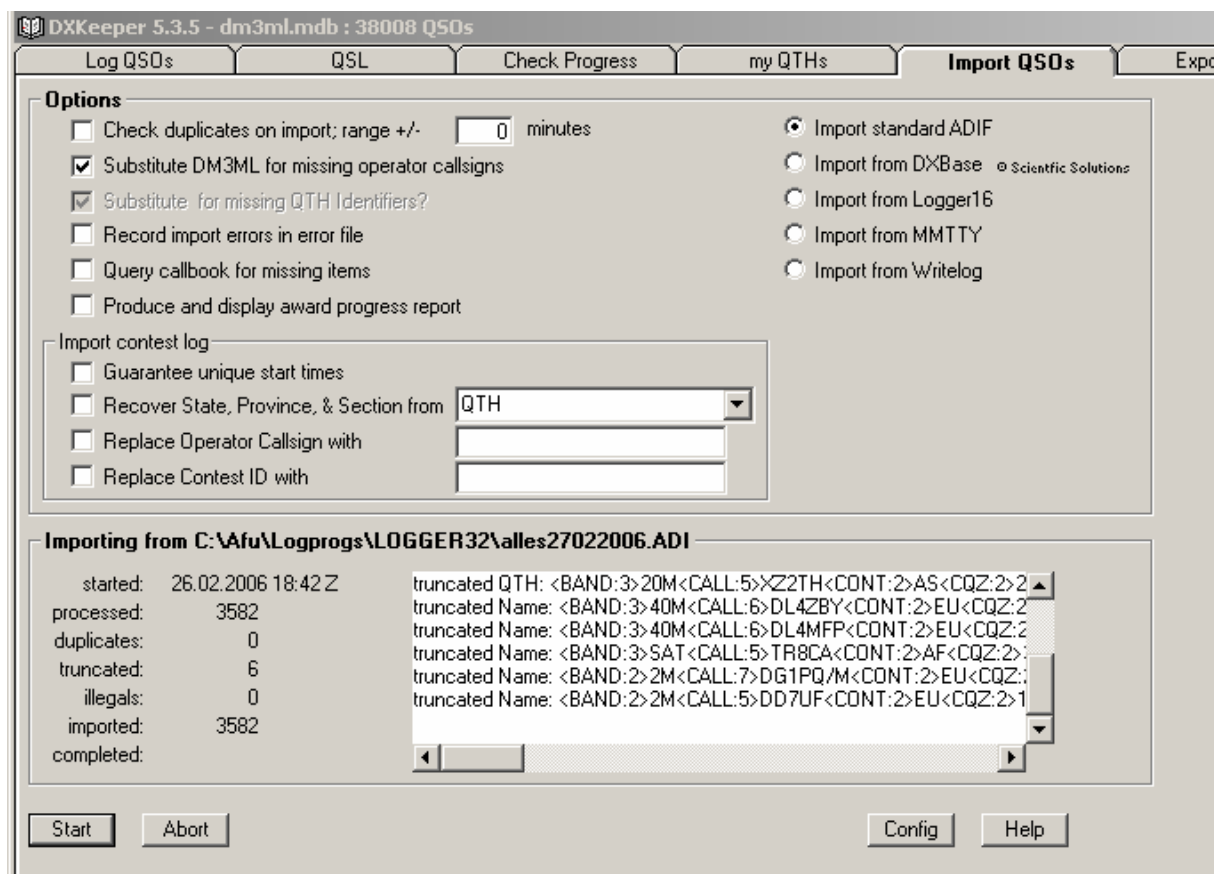 DXKeeper 5.3.5 - dm3ml.mdb : 38008 QSOs
Log QSOs QSL Check Progress my QTHs Import QSOs Expo
Options
Check duplicates on import; range +/- 0 minutes
Substitute DM3ML for missing operator callsigns
Substitute for missing QTH Identifiers?
Record import errors in error file
Query callbook for missing items
Produce and display award progress report
Import standard ADIF
Import from DXBase © Scientfic Solutions
Import from Logger16
Import from MMTTY
Import from Writelog
Import contest log
Guarantee unique start times
Recover State, Province, & Section from QTH
Replace Operator Callsign with
Replace Contest ID with
Importing from C:\Afu\Logprogs\LOGGER32\alles27022006.ADI
started: 26.02.2006 18:42 Z
processed: 3582
duplicates: 0
truncated: 6
illegals: 0
imported: 3582
completed:
truncated QTH: <BAND:3>20M<CALL:5>XZ2TH<CONT:2>AS<CQZ:2>2
truncated Name: <BAND:3>40M<CALL:6>DL4ZBY<CONT:2>EU<CQZ:2
truncated Name: <BAND:3>40M<CALL:6>DL4MFP<CONT:2>EU<CQZ:2
truncated Name: <BAND:3>SAT<CALL:5>TR8CA<CONT:2>AF<CQZ:2>
truncated Name: <BAND:2>2M<CALL:7>DG1PQ/M<CONT:2>EU<CQZ:
truncated Name: <BAND:2>2M<CALL:5>DD7UF<CONT:2>EU<CQZ:2>1
Start Abort Config Help